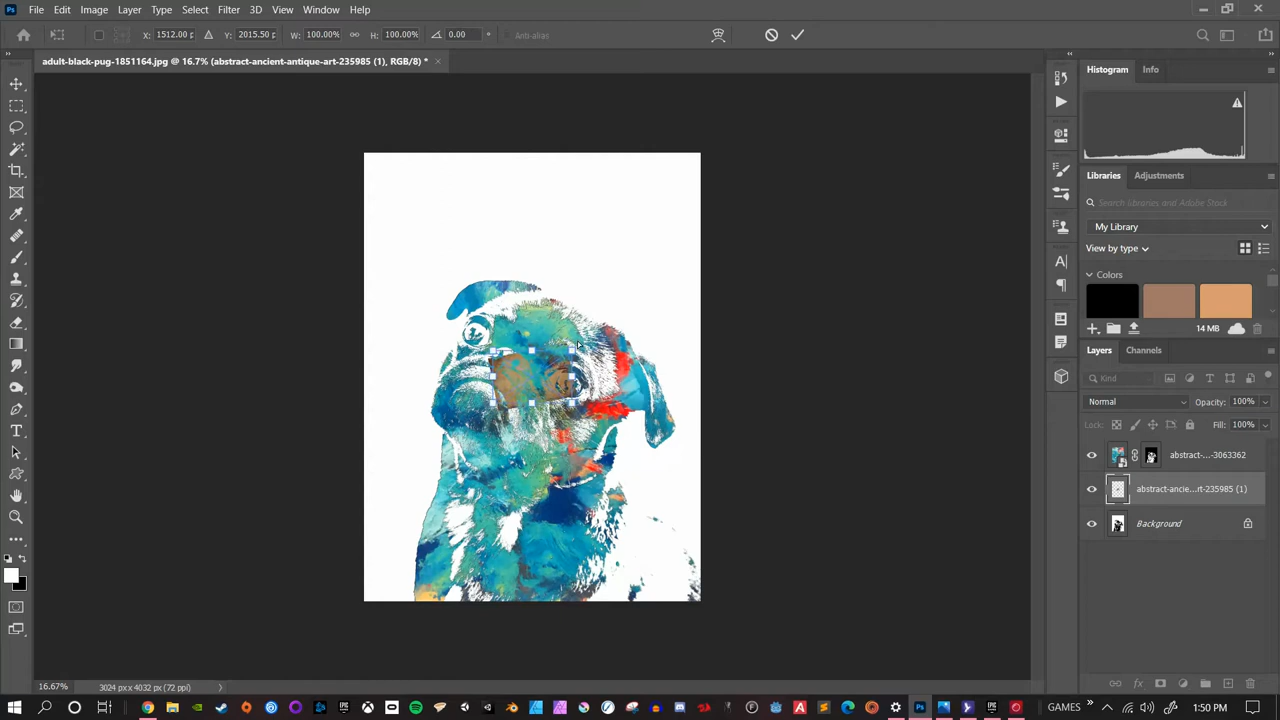 Ps File Edit Image Layer Type Select Filter 3D View Window Help
X: 1512.00 Y: 2015.50 W: 100.00% H: 100.00% 0.00 ° Anti-alias
adult-black-pug-1851164.jpg @ 16.7% (abstract-ancient-antique-art-235985 (1), RGB/8) *
Histogram Info
Libraries Adjustments
Search libraries and Adobe Stock
My Library
View by type
Colors
14 MB
Layers Channels
Kind
Normal Opacity: 100%
Lock: Fill: 100%
abstract-...-3063362
abstract-ancie...rt-235985 (1)
Background
16.67% 3024 px x 4032 px (72 ppi)
GAMES 1:50 PM